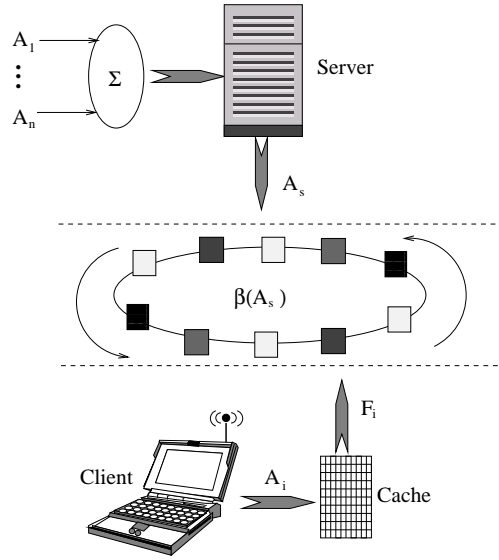 A₁
Σ
Server
Aₙ
Aₛ
β(Aₛ)
Fᵢ
Client
Aᵢ
Cache